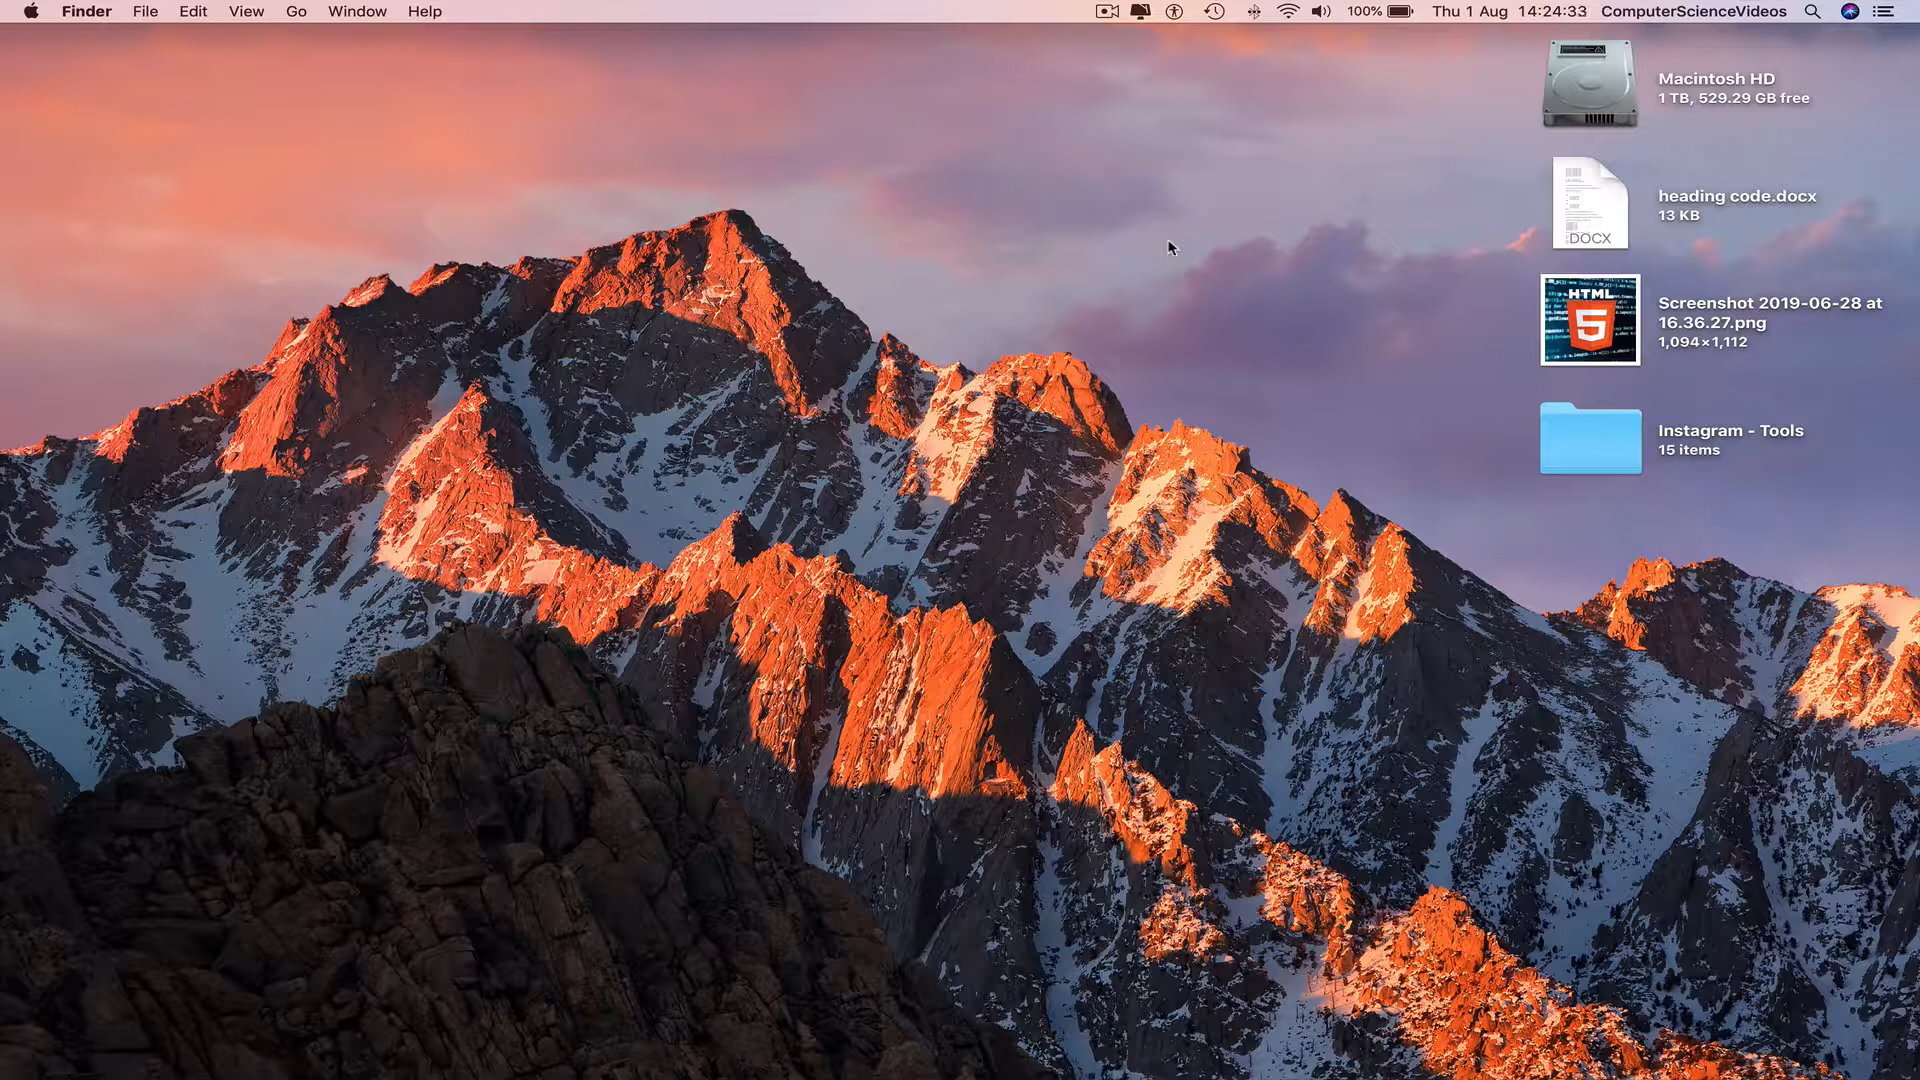 Finder File Edit View Go Window Help 100% Thu 1 Aug 14:24:33 ComputerScienceVideos
Macintosh HD
1 TB, 529.29 GB free
DOCX
heading code.docx
13 KB
HTML
5
Screenshot 2019-06-28 at
16.36.27.png
1,094×1,112
Instagram - Tools
15 items